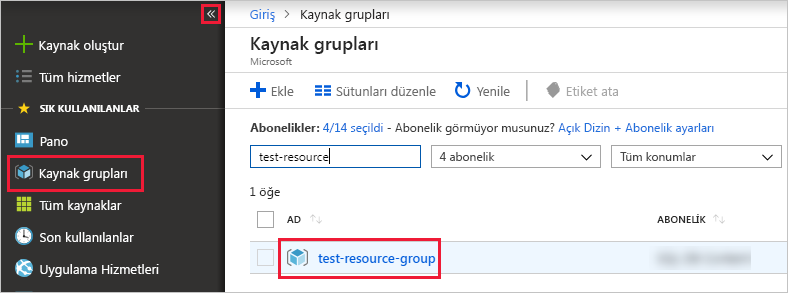 «
Kaynak oluştur
Tüm hizmetler
SIK KULLANILANLAR
Pano
Kaynak grupları
Tüm kaynaklar
Son kullanılanlar
Uygulama Hizmetleri
Giriş > Kaynak grupları
Kaynak grupları
Microsoft
Ekle Sütunları düzenle Yenile Etiket ata
Abonelikler: 4/14 seçildi - Abonelik görmüyor musunuz? Açık Dizin + Abonelik ayarları
test-resource 4 abonelik Tüm konumlar
1 öğe
AD ABONELİK
test-resource-group